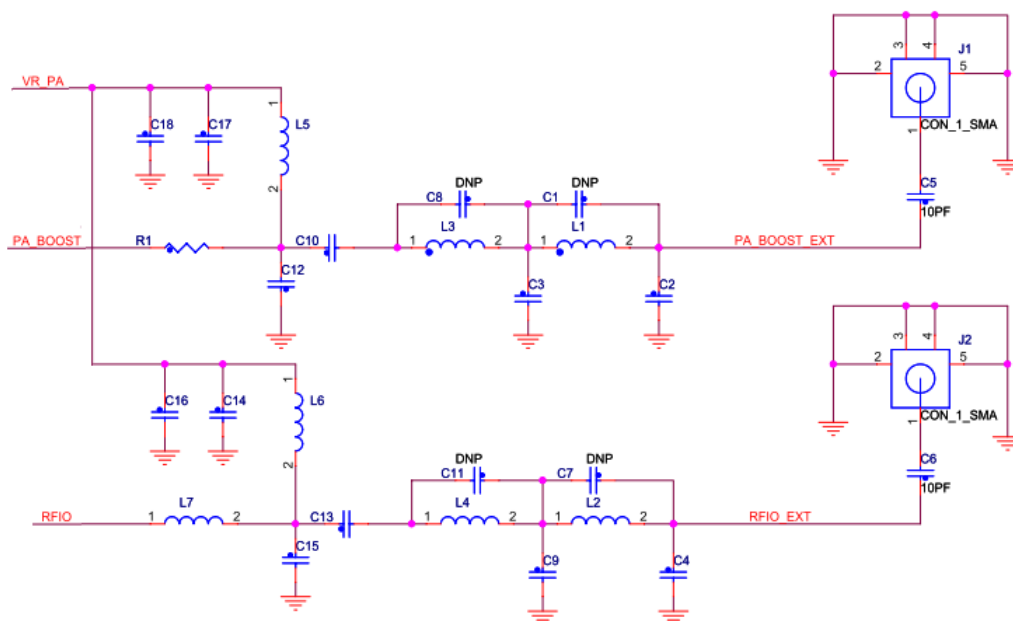 3
4
J1
2
5
VR_PA
1
CON_1_SMA
C18
C17
L5
1
2
C5
DNP
DNP
10PF
C8
C1
PA_BOOST
R1
C10
1
L3
2
1
L1
2
PA_BOOST_EXT
C12
C3
C2
3
4
J2
2
5
1
CON_1_SMA
C16
C14
L6
1
2
C6
DNP
DNP
10PF
C11
C7
RFIO
1
L7
2
C13
1
L4
2
1
L2
2
RFIO_EXT
C15
C9
C4